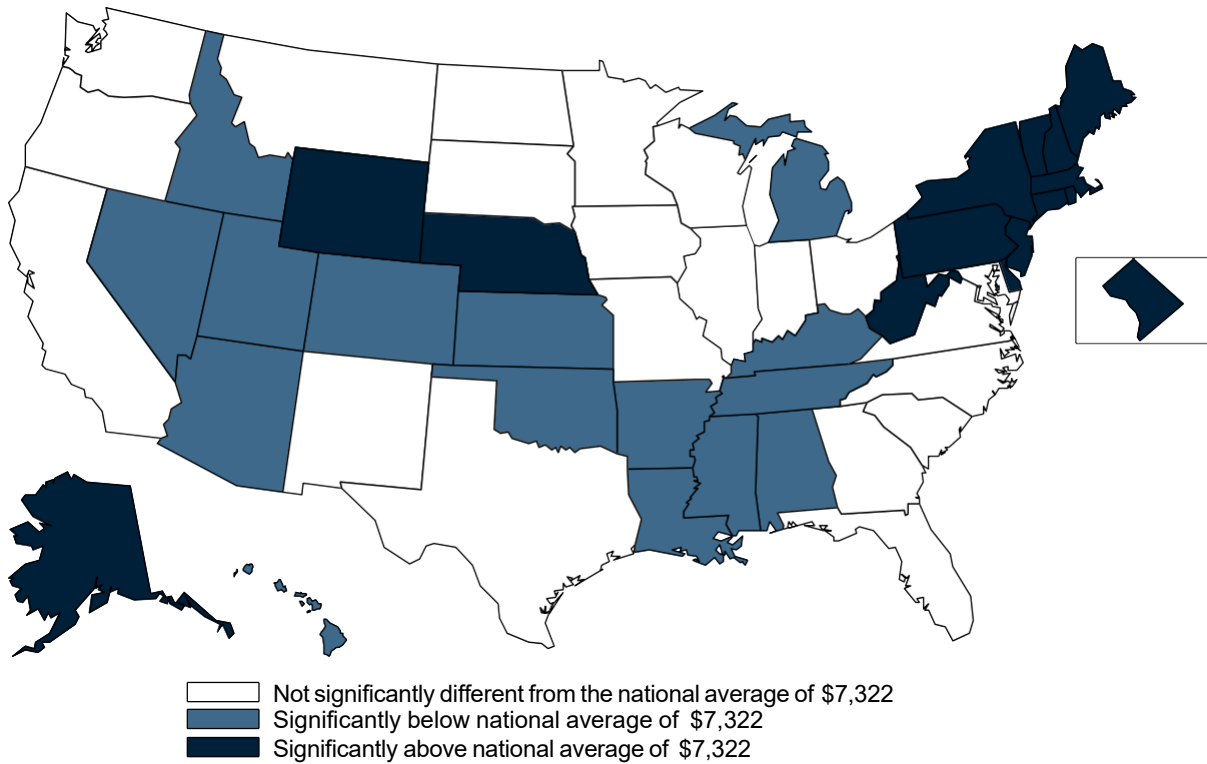 Not significantly different from the national average of $7,322
Significantly below national average of $7,322
Significantly above national average of $7,322